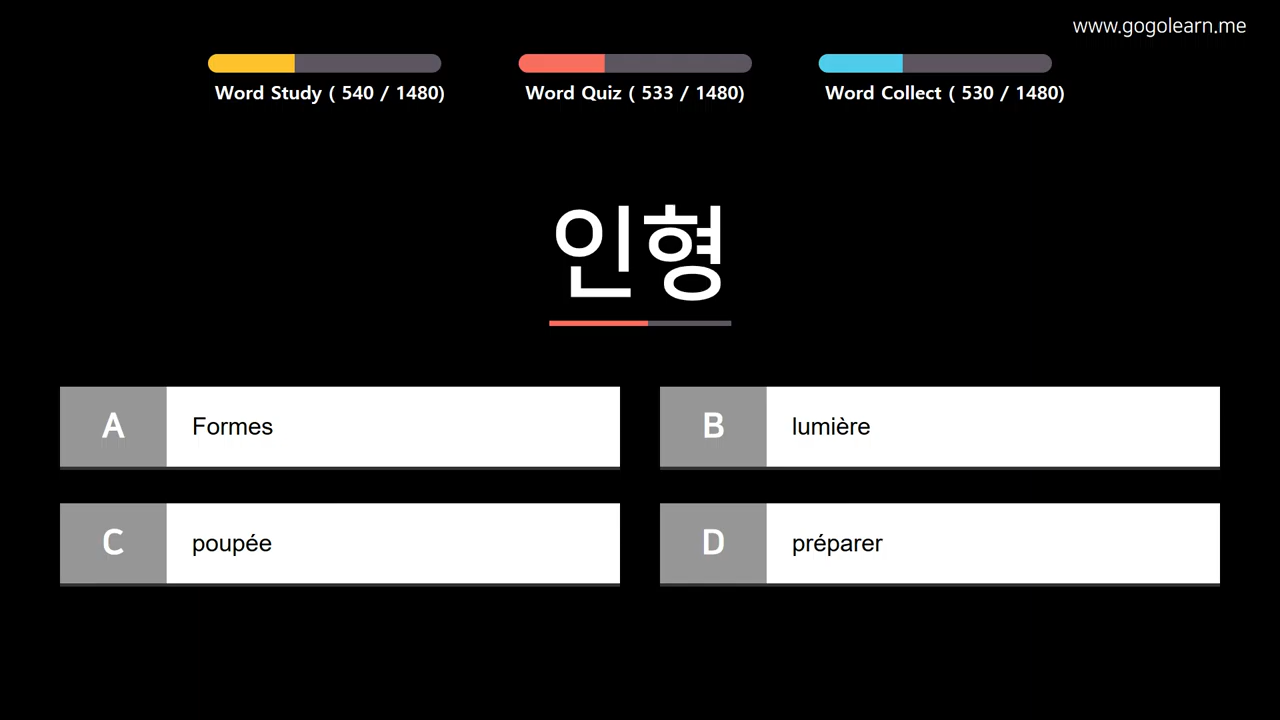 www.gogolearn.me
Word Study ( 540 / 1480)
Word Quiz ( 533 / 1480)
Word Collect ( 530 / 1480)
인형
A Formes
B lumière
C poupée
D préparer